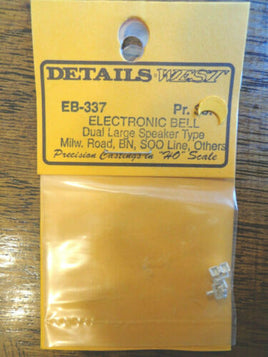 DETAILS WEST
EB-337 Pr.
ELECTRONIC BELL
Dual Large Speaker Type
Milw. Road, BN, SOO Line, Others
Precision Castings in "HO" Scale